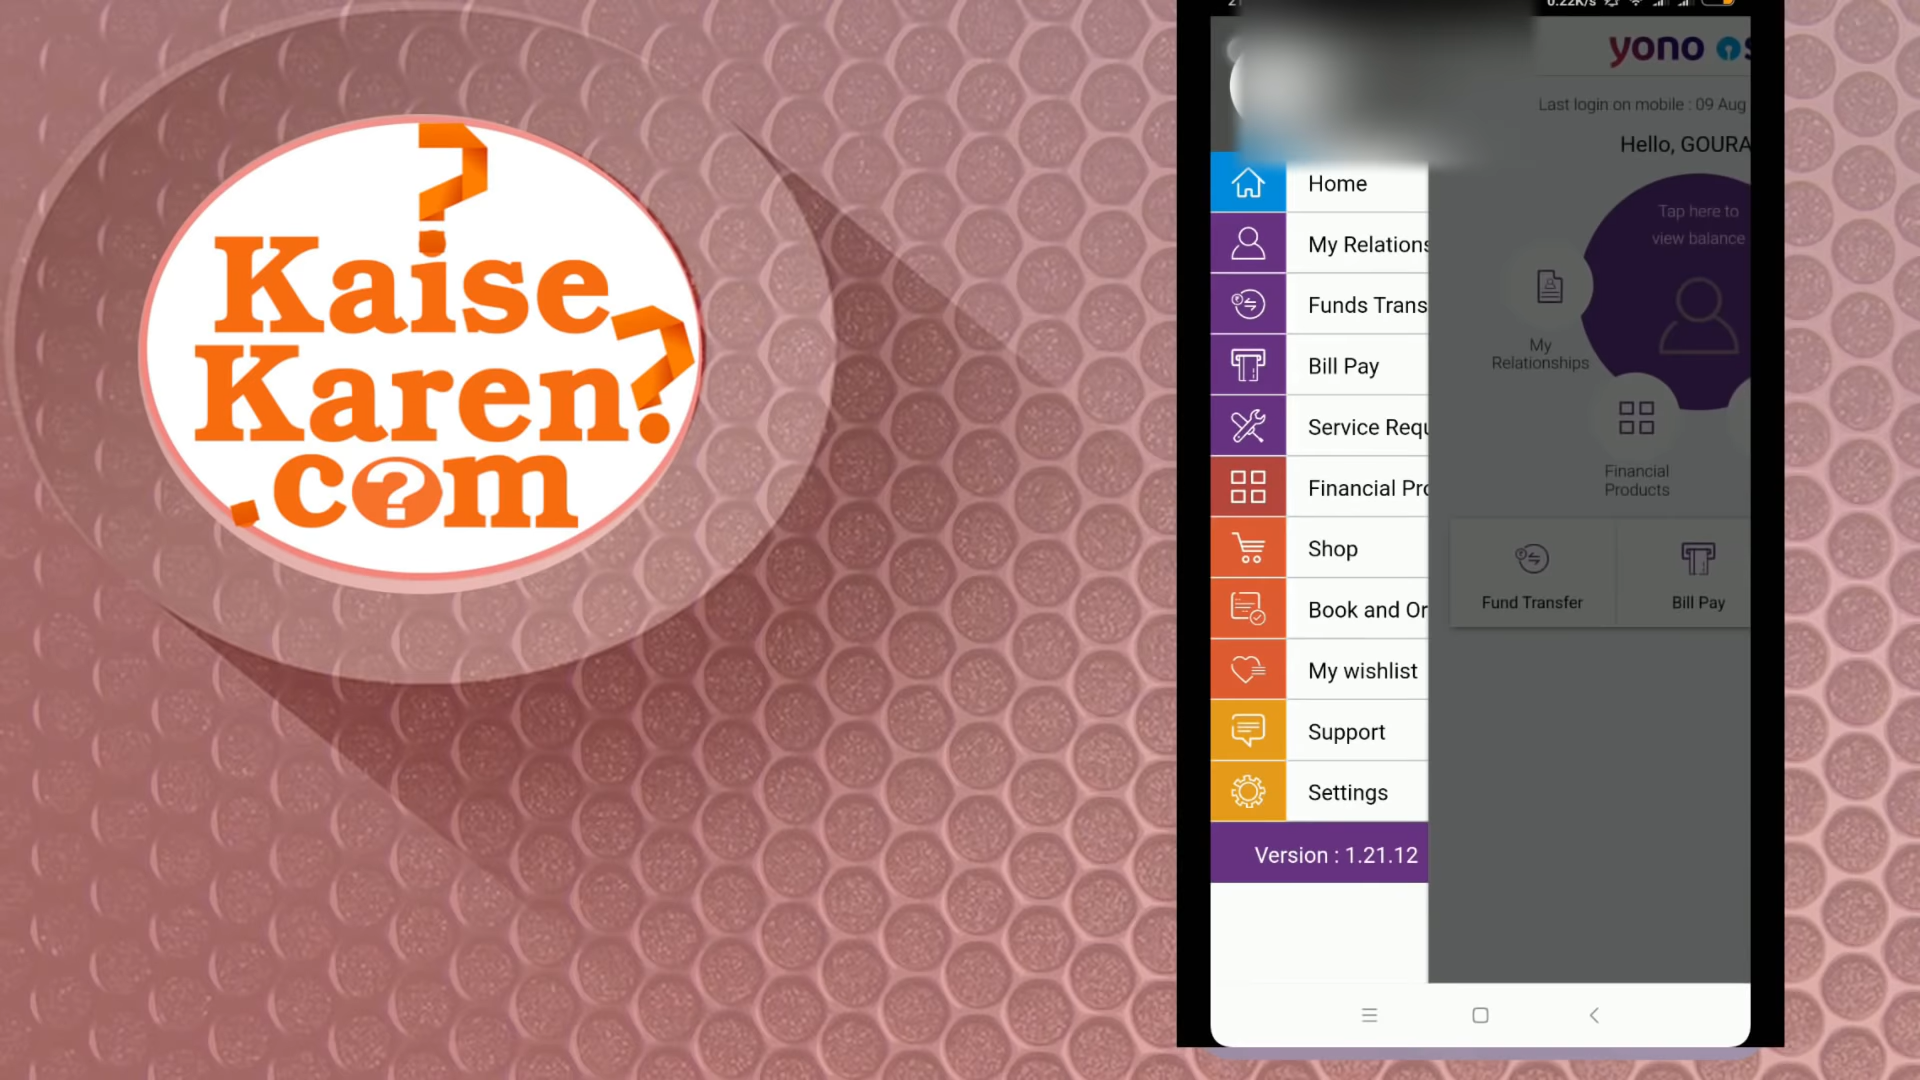 Kaise
Karen
.com
0.22K/s
yono
Last login on mobile : 09 Aug
Hello, GOURA
Tap here to
view balance
My
Relationships
Financial
Products
Fund Transfer
Bill Pay
Home
My Relations
Funds Trans
Bill Pay
Service Requ
Financial Pro
Shop
Book and Or
My wishlist
Support
Settings
Version : 1.21.12